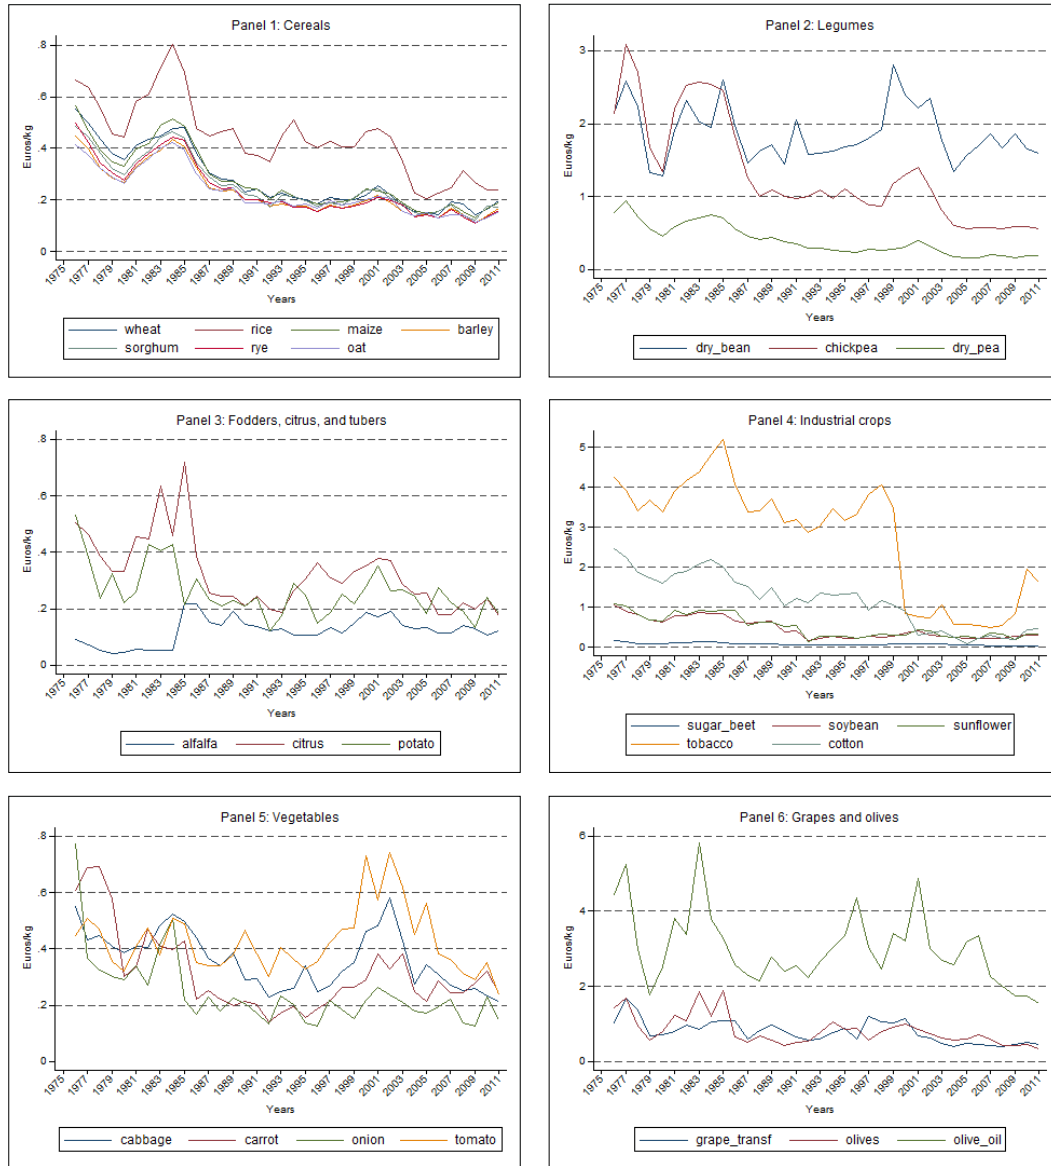 Panel 1: Cereals
.8
.6
.4
.2
0
Euros/kg
1975 1977 1979 1981 1983 1985 1987 1989 1991 1993 1995 1997 1999 2001 2003 2005 2007 2009 2011
Years
wheat rice maize barley
sorghum rye oat
Panel 2: Legumes
3
2
1
0
Euros/kg
1975 1977 1979 1981 1983 1985 1987 1989 1991 1993 1995 1997 1999 2001 2003 2005 2007 2009 2011
Years
dry_bean chickpea dry_pea
Panel 3: Fodders, citrus, and tubers
.8
.6
.4
.2
0
Euros/kg
1975 1977 1979 1981 1983 1985 1987 1989 1991 1993 1995 1997 1999 2001 2003 2005 2007 2009 2011
Years
alfalfa citrus potato
Panel 4: Industrial crops
5
4
3
2
1
0
Euros/kg
1975 1977 1979 1981 1983 1985 1987 1989 1991 1993 1995 1997 1999 2001 2003 2005 2007 2009 2011
Years
sugar_beet soybean sunflower
tobacco cotton
Panel 5: Vegetables
.8
.6
.4
.2
0
Euros/kg
1975 1977 1979 1981 1983 1985 1987 1989 1991 1993 1995 1997 1999 2001 2003 2005 2007 2009 2011
Years
cabbage carrot onion tomato
Panel 6: Grapes and olives
6
4
2
0
Euros/kg
1975 1977 1979 1981 1983 1985 1987 1989 1991 1993 1995 1997 1999 2001 2003 2005 2007 2009 2011
Years
grape_transf olives olive_oil